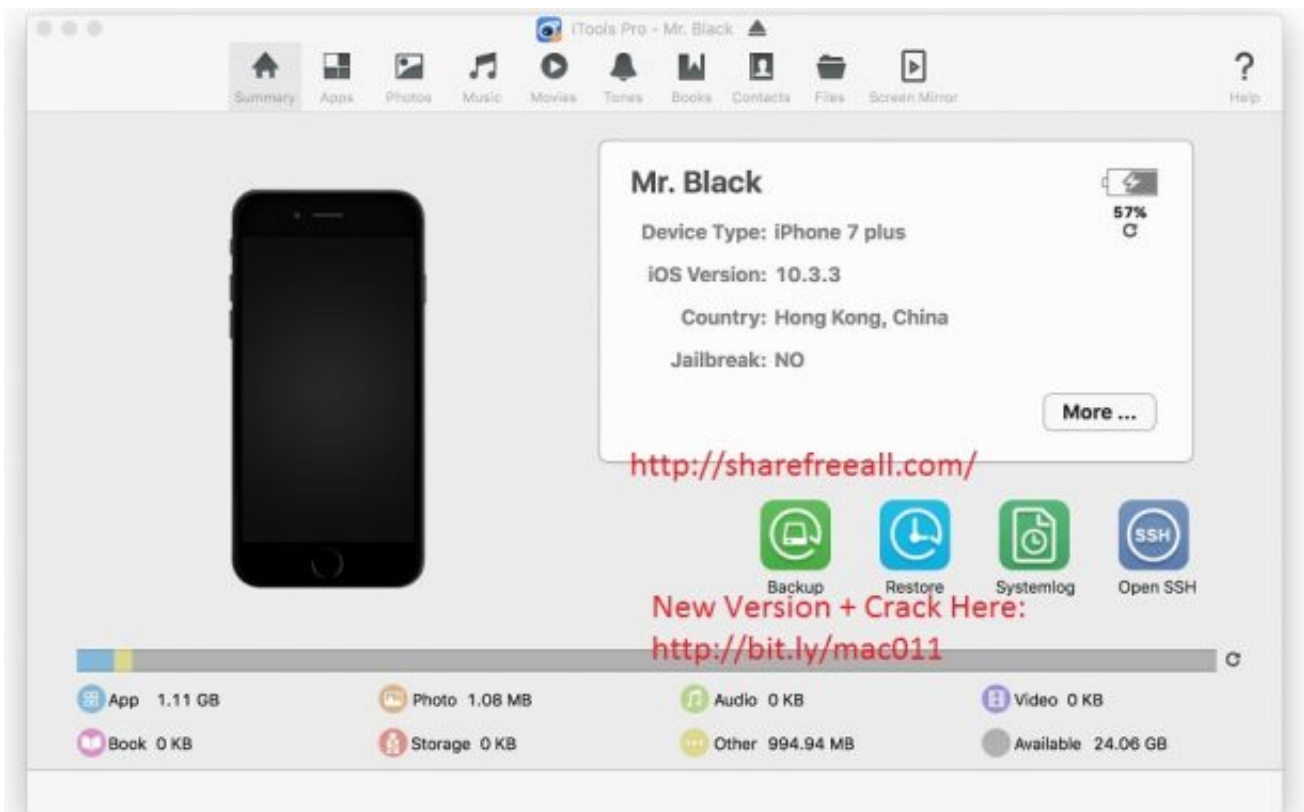 iTools Pro - Mr. Black
Summary Apps Photos Music Movies Tones Books Contacts Files Screen Mirror ? Help
Mr. Black
57%
Device Type: iPhone 7 plus
iOS Version: 10.3.3
Country: Hong Kong, China
Jailbreak: NO
More ...
http://sharefreeall.com/
SSH
Backup Restore Systemlog Open SSH
New Version + Crack Here:
http://bit.ly/mac011
App 1.11 GB Photo 1.08 MB Audio 0 KB Video 0 KB
Book 0 KB Storage 0 KB Other 994.94 MB Available 24.06 GB